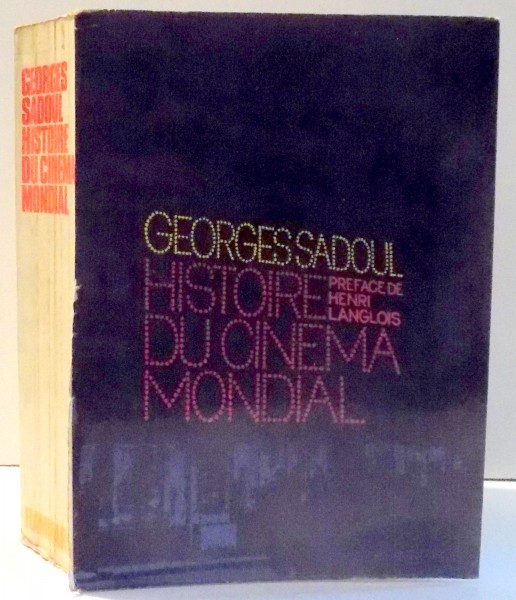 GEORGES
SADOUL
HISTOIRE
DU CINEMA
MONDIAL
GEORGES SADOUL
HISTOIRE
PREFACE DE
HENRI
LANGLOIS
DU CINEMA
MONDIAL